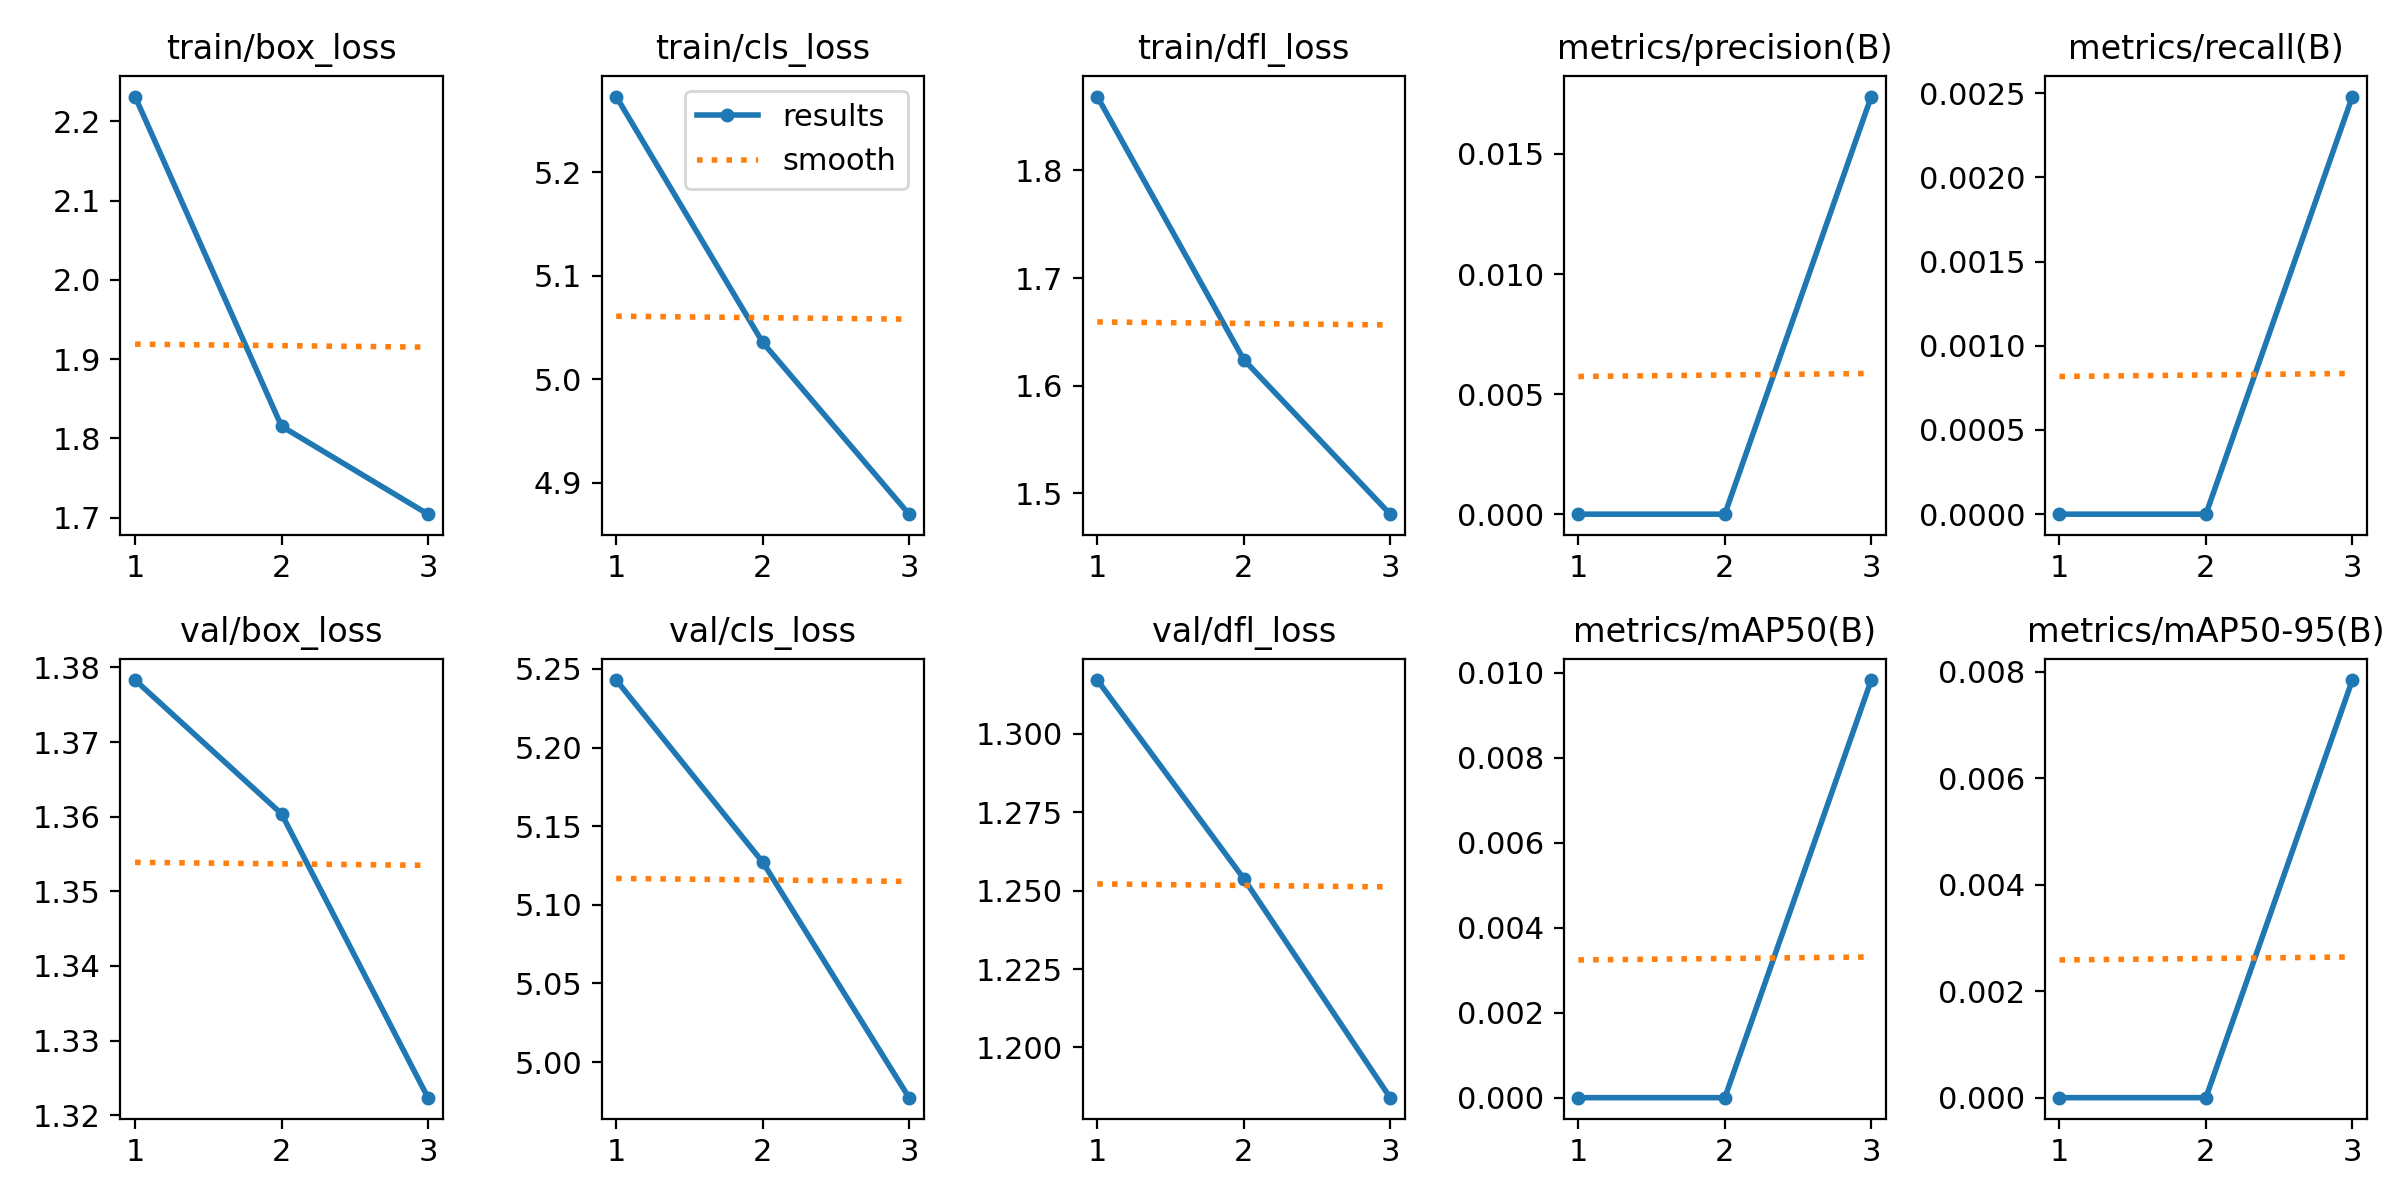 train/box_loss
train/cls_loss
train/dfl_loss
metrics/precision(B)
metrics/recall(B)
2.2
2.1
2.0
1.9
1.8
1.7
1 2 3
results
smooth
5.2
5.1
5.0
4.9
1 2 3
1.8
1.7
1.6
1.5
1 2 3
0.015
0.010
0.005
0.000
1 2 3
0.0025
0.0020
0.0015
0.0010
0.0005
0.0000
1 2 3
val/box_loss
val/cls_loss
val/dfl_loss
metrics/mAP50(B)
metrics/mAP50-95(B)
1.38
1.37
1.36
1.35
1.34
1.33
1.32
1 2 3
5.25
5.20
5.15
5.10
5.05
5.00
1 2 3
1.300
1.275
1.250
1.225
1.200
1 2 3
0.010
0.008
0.006
0.004
0.002
0.000
1 2 3
0.008
0.006
0.004
0.002
0.000
1 2 3